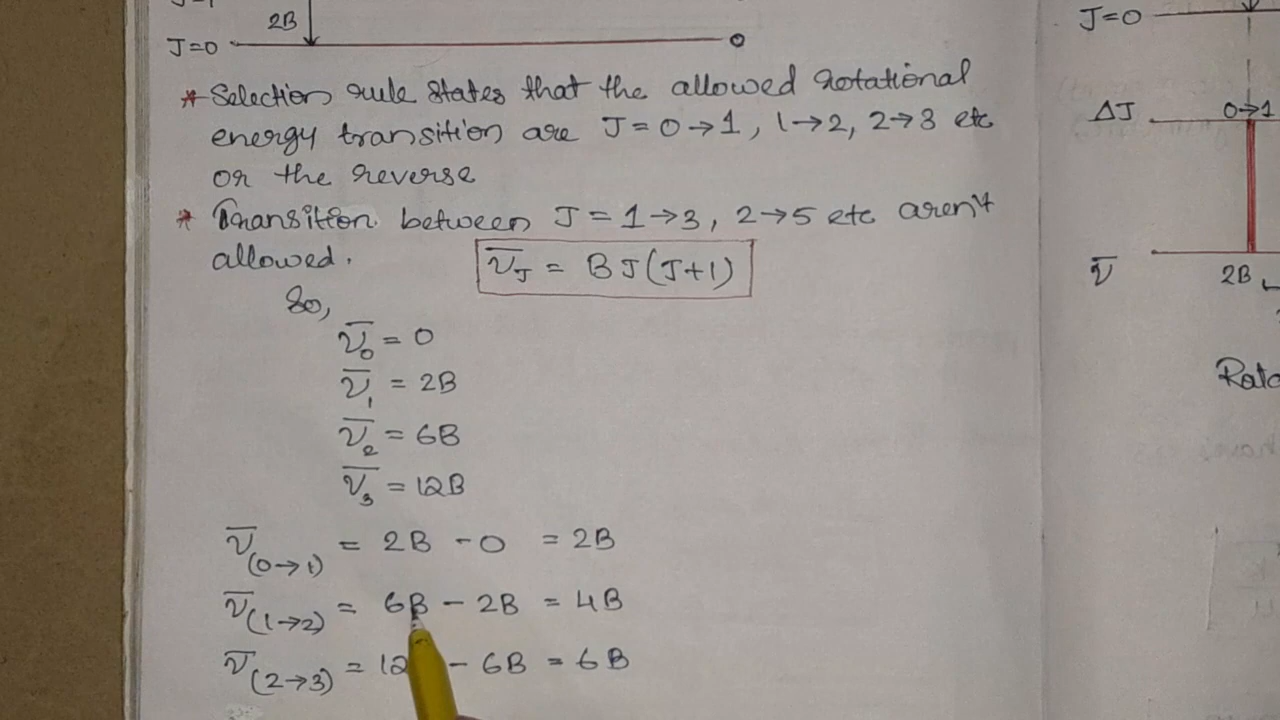 2B
J=0
0
* Selection rule states that the allowed rotational
energy transition are J=0→1, 1→2, 2→3 etc
or the reverse
* Transition between J=1→3, 2→5 etc aren't
allowed.
ν̅_J = BJ(J+1)
So,
ν̅₀ = 0
ν̅₁ = 2B
ν̅₂ = 6B
ν̅₃ = 12B
ν̅(0→1) = 2B - 0 = 2B
ν̅(1→2) = 6B - 2B = 4B
ν̅(2→3) = 12 - 6B = 6B
J=0
ΔJ 0→1
ν̅
2B